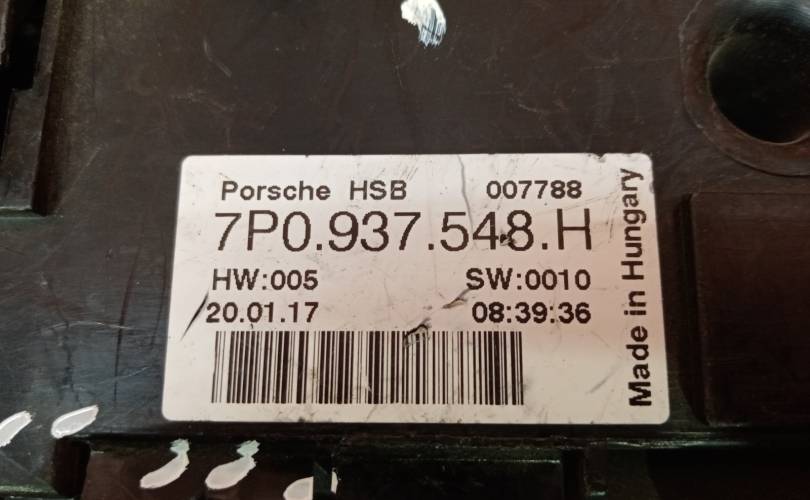 Porsche HSB 007788
7P0.937.548.H
HW:005 SW:0010
20.01.17 08:39:36
Made in Hungary